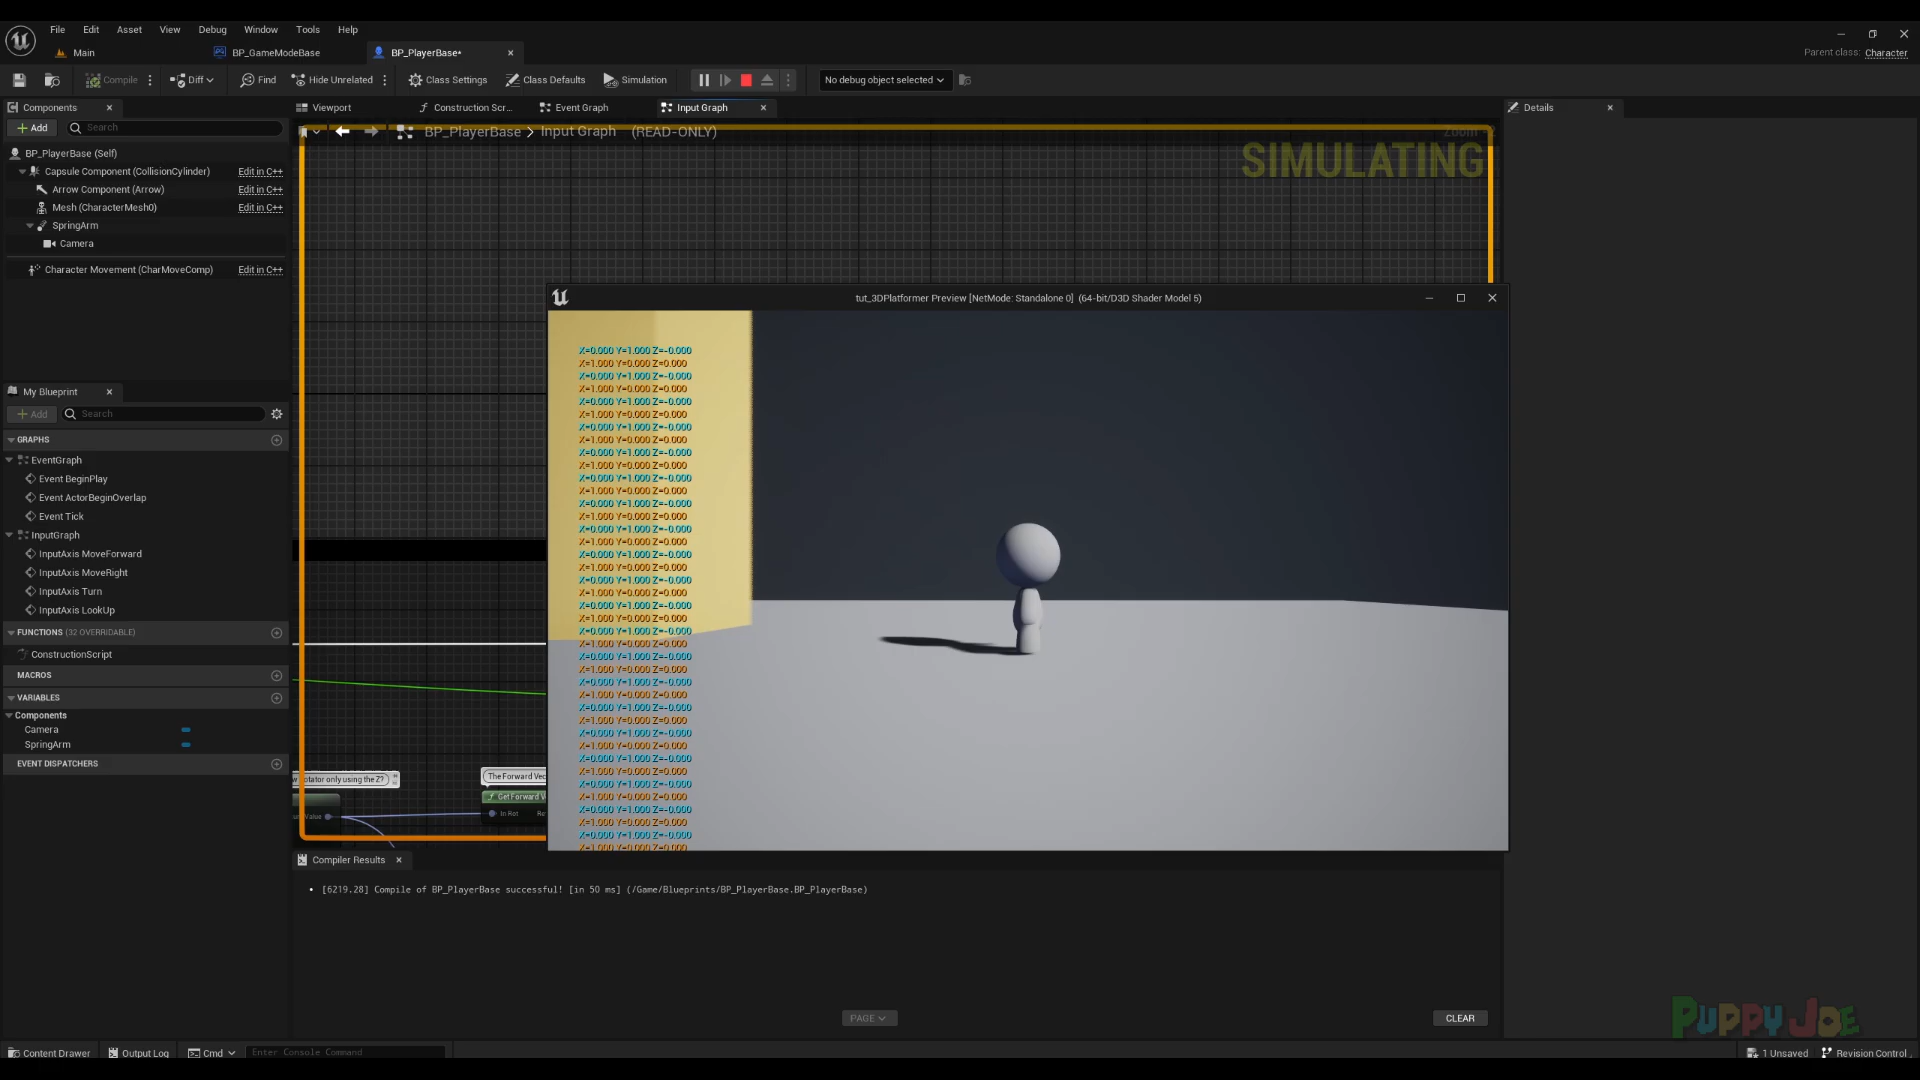 File Edit Asset View Debug Window Tools Help
Main BP_GameModeBase BP_PlayerBase* Parent class: Character
Compile Diff Find Hide Unrelated Class Settings Class Defaults Simulation No debug object selected
Components Viewport Construction Scr... Event Graph Input Graph Details
Add Search
BP_PlayerBase > Input Graph (READ-ONLY) Zoom
SIMULATING
BP_PlayerBase (Self)
Capsule Component (CollisionCylinder) Edit in C++
Arrow Component (Arrow) Edit in C++
Mesh (CharacterMesh0) Edit in C++
SpringArm
Camera
Character Movement (CharMoveComp) Edit in C++
tut_3DPlatformer Preview [NetMode: Standalone 0] (64-bit/D3D Shader Model 5)
X=0.000 Y=1.000 Z=-0.000
X=1.000 Y=0.000 Z=0.000
X=0.000 Y=1.000 Z=-0.000
X=1.000 Y=0.000 Z=0.000
X=0.000 Y=1.000 Z=-0.000
X=1.000 Y=0.000 Z=0.000
X=0.000 Y=1.000 Z=-0.000
X=1.000 Y=0.000 Z=0.000
X=0.000 Y=1.000 Z=-0.000
X=1.000 Y=0.000 Z=0.000
X=0.000 Y=1.000 Z=-0.000
X=1.000 Y=0.000 Z=0.000
X=0.000 Y=1.000 Z=-0.000
X=1.000 Y=0.000 Z=0.000
X=0.000 Y=1.000 Z=-0.000
X=1.000 Y=0.000 Z=0.000
X=0.000 Y=1.000 Z=-0.000
X=1.000 Y=0.000 Z=0.000
X=0.000 Y=1.000 Z=-0.000
X=1.000 Y=0.000 Z=0.000
X=0.000 Y=1.000 Z=-0.000
X=1.000 Y=0.000 Z=0.000
X=0.000 Y=1.000 Z=-0.000
X=1.000 Y=0.000 Z=0.000
X=0.000 Y=1.000 Z=-0.000
X=1.000 Y=0.000 Z=0.000
X=0.000 Y=1.000 Z=-0.000
X=1.000 Y=0.000 Z=0.000
X=0.000 Y=1.000 Z=-0.000
X=1.000 Y=0.000 Z=0.000
X=0.000 Y=1.000 Z=-0.000
X=1.000 Y=0.000 Z=0.000
X=0.000 Y=1.000 Z=-0.000
X=1.000 Y=0.000 Z=0.000
X=0.000 Y=1.000 Z=-0.000
X=1.000 Y=0.000 Z=0.000
X=0.000 Y=1.000 Z=-0.000
X=1.000 Y=0.000 Z=0.000
X=0.000 Y=1.000 Z=-0.000
X=1.000 Y=0.000 Z=0.000
My Blueprint
Add Search
GRAPHS
EventGraph
Event BeginPlay
Event ActorBeginOverlap
Event Tick
InputGraph
InputAxis MoveForward
InputAxis MoveRight
InputAxis Turn
InputAxis LookUp
FUNCTIONS (32 OVERRIDABLE)
ConstructionScript
MACROS
VARIABLES
Components
Camera
SpringArm
EVENT DISPATCHERS
w rotator only using the Z?
The Forward Vec
Get Forward V
urn Value In Rot Re
Compiler Results
[6219.28] Compile of BP_PlayerBase successful! [in 50 ms] (/Game/Blueprints/BP_PlayerBase.BP_PlayerBase)
PAGE CLEAR
PUPPY JOE
Content Drawer Output Log Cmd Enter Console Command 1 Unsaved Revision Control